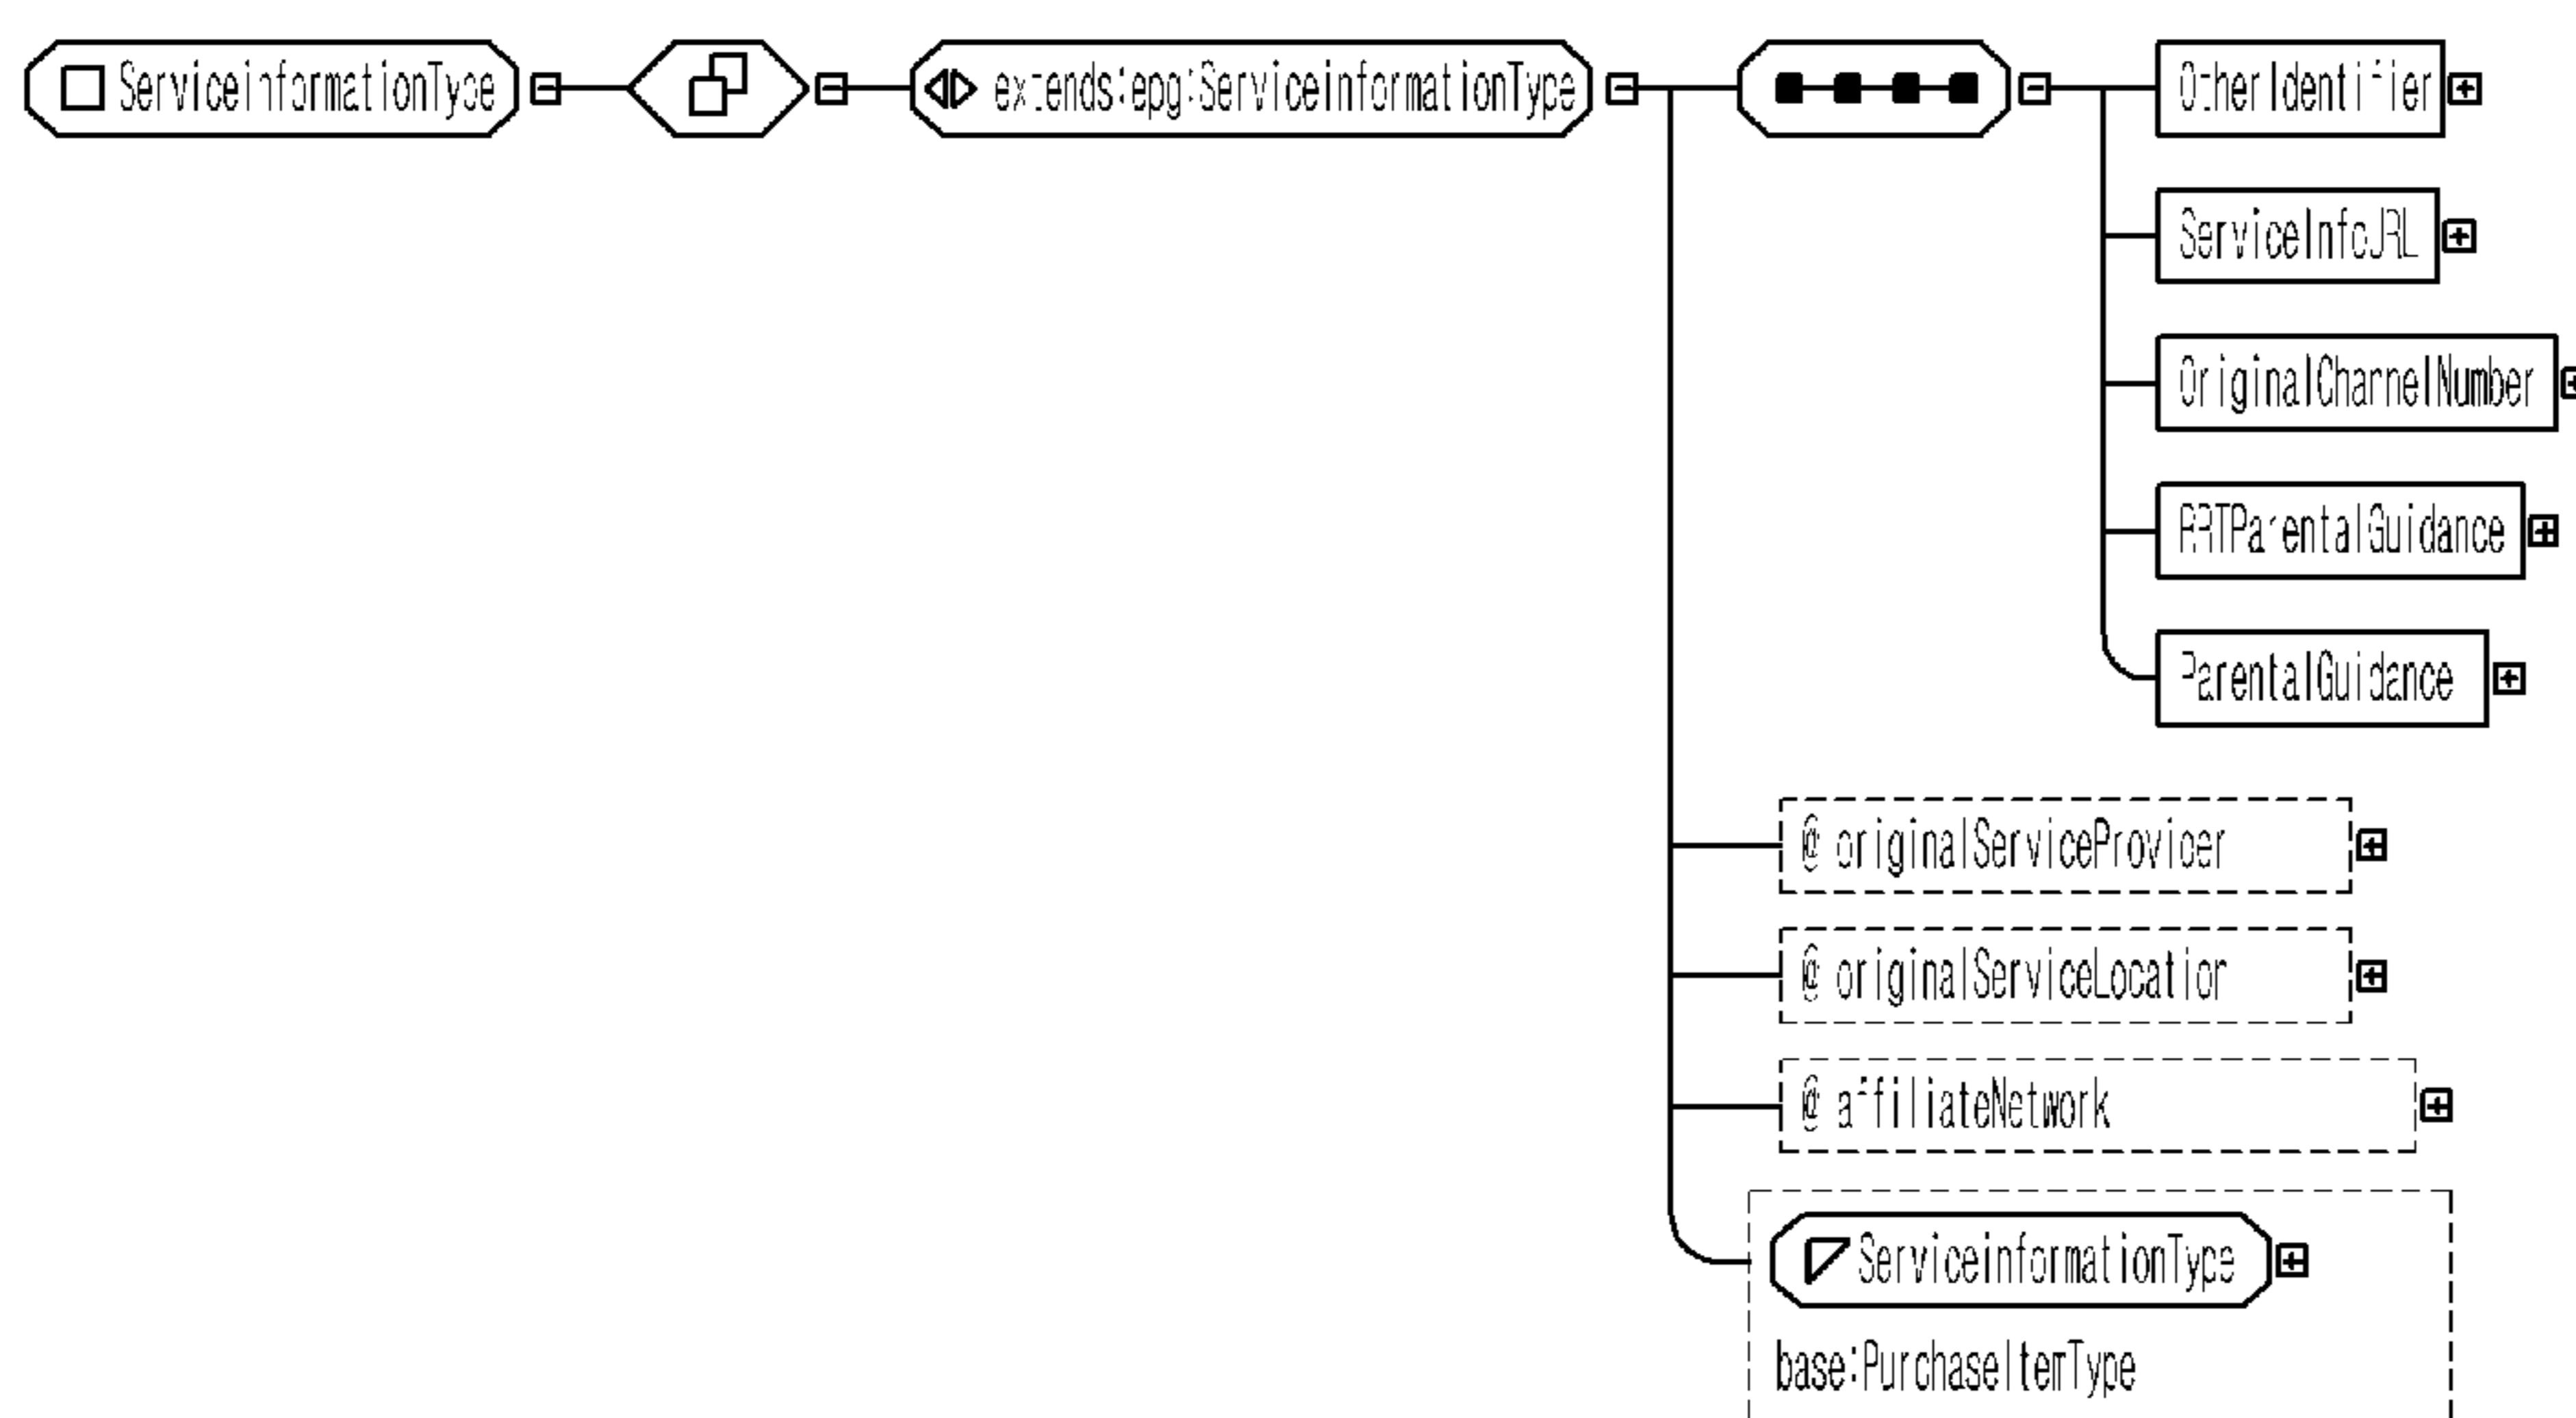 ServiceinformationType
extends:epg:ServiceinformationType
OtherIdentifier
ServiceInfoURL
OriginalChannelNumber
RRTParentalGuidance
ParentalGuidance
@ originalServiceProvider
@ originalServiceLocation
@ affiliateNetwork
ServiceinformationType
base:PurchaseItemType